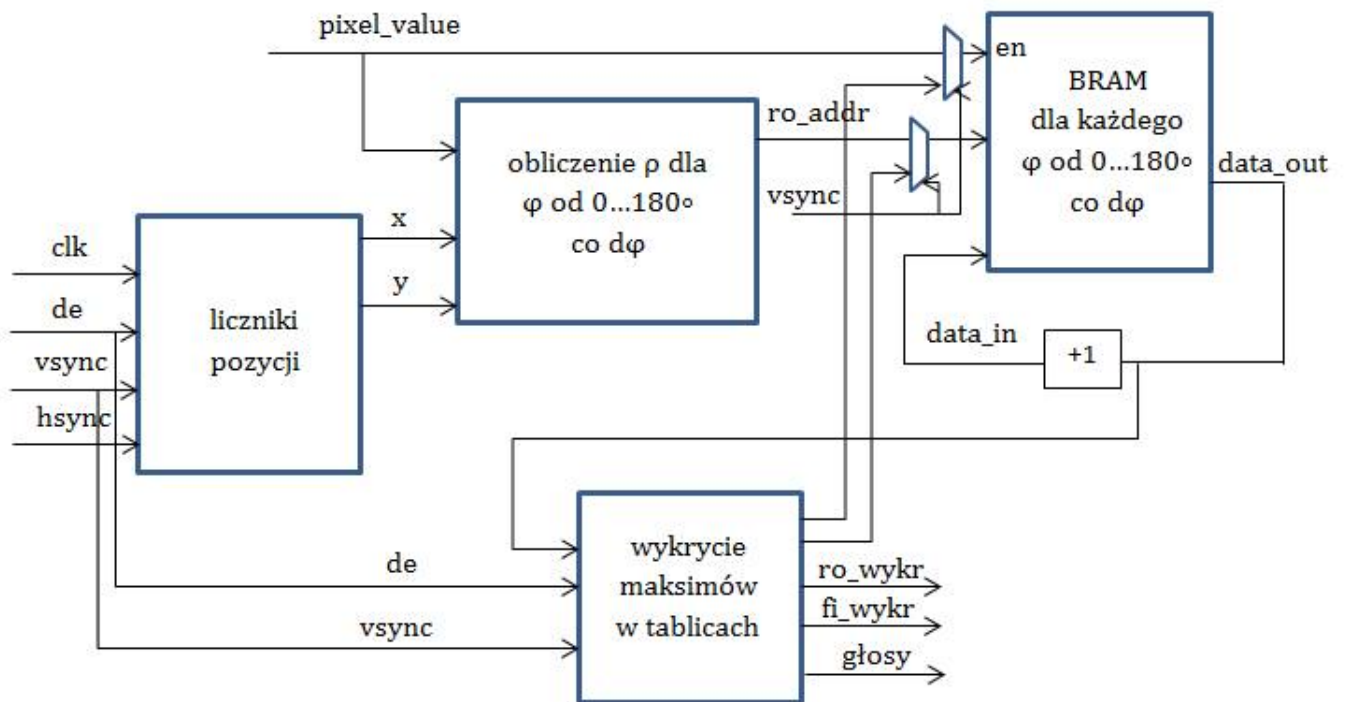 pixel_value
en
BRAM
dla każdego
φ od 0...180∘
co dφ
ro_addr
obliczenie ρ dla
φ od 0...180∘
co dφ
data_out
vsync
x
y
clk
de
vsync
hsync
liczniki
pozycji
data_in
+1
wykrycie
maksimów
w tablicach
de
vsync
ro_wykr
fi_wykr
głosy